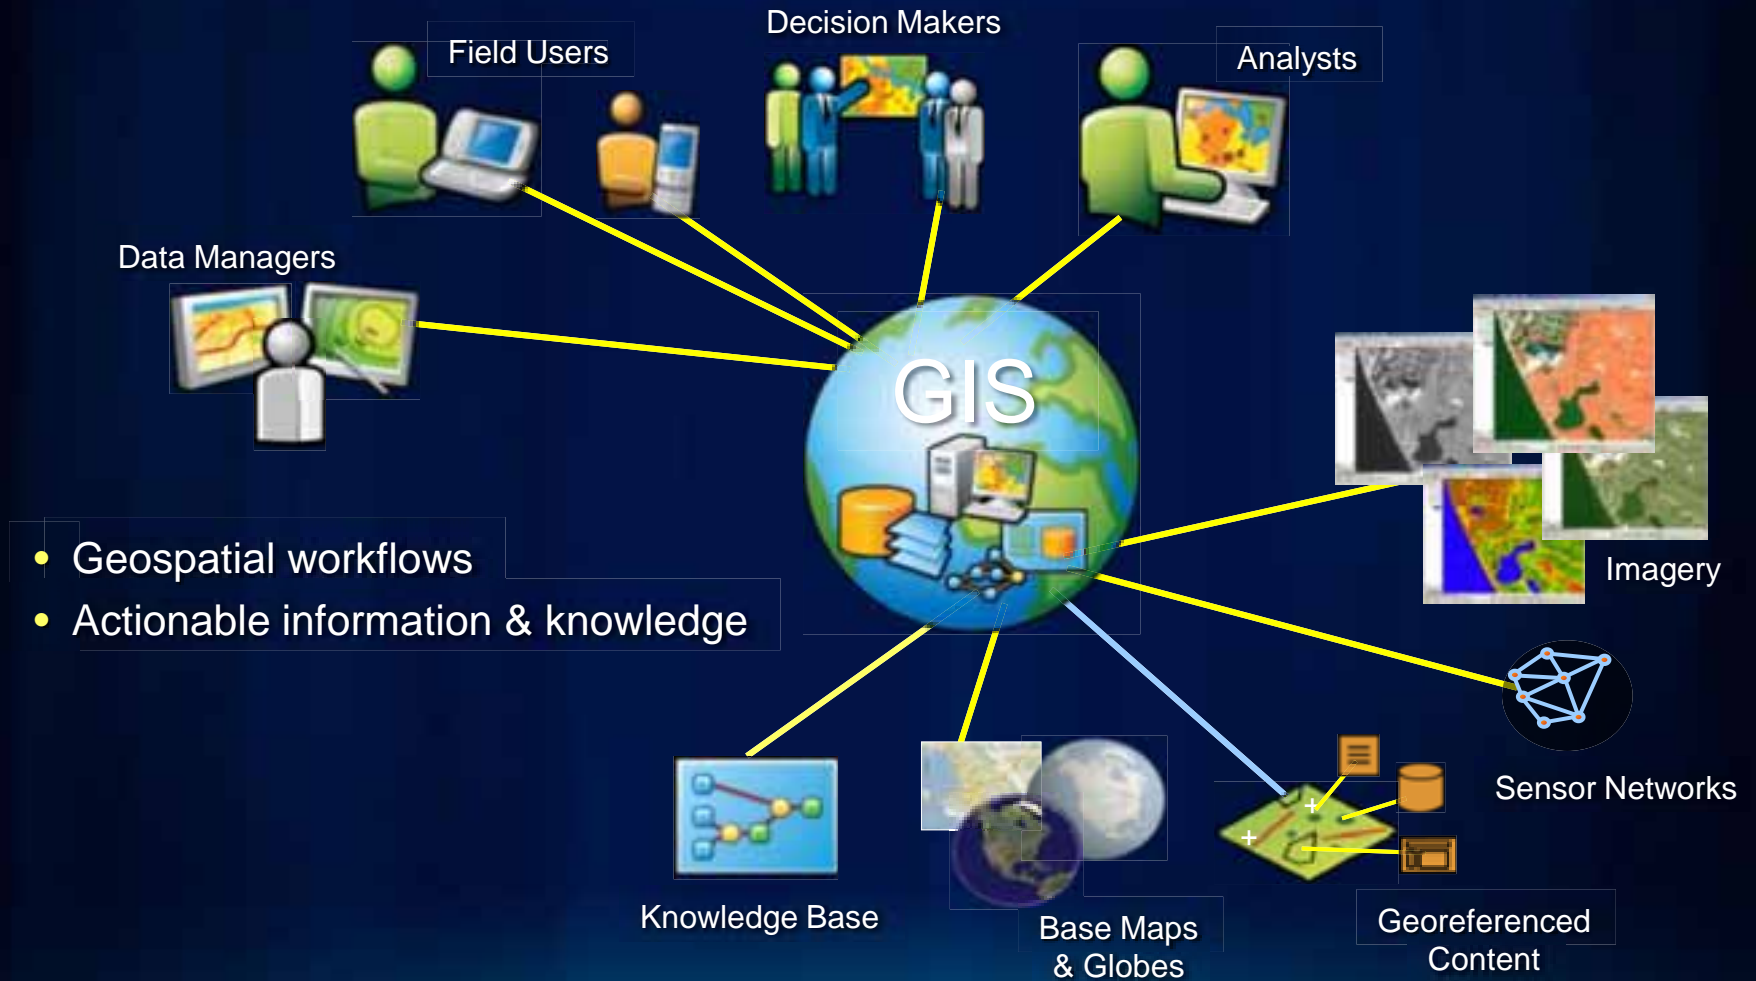 Decision Makers
Field Users
Analysts
Data Managers
GIS
• Geospatial workflows
• Actionable information & knowledge
Imagery
Sensor Networks
Knowledge Base
Base Maps
& Globes
Georeferenced
Content